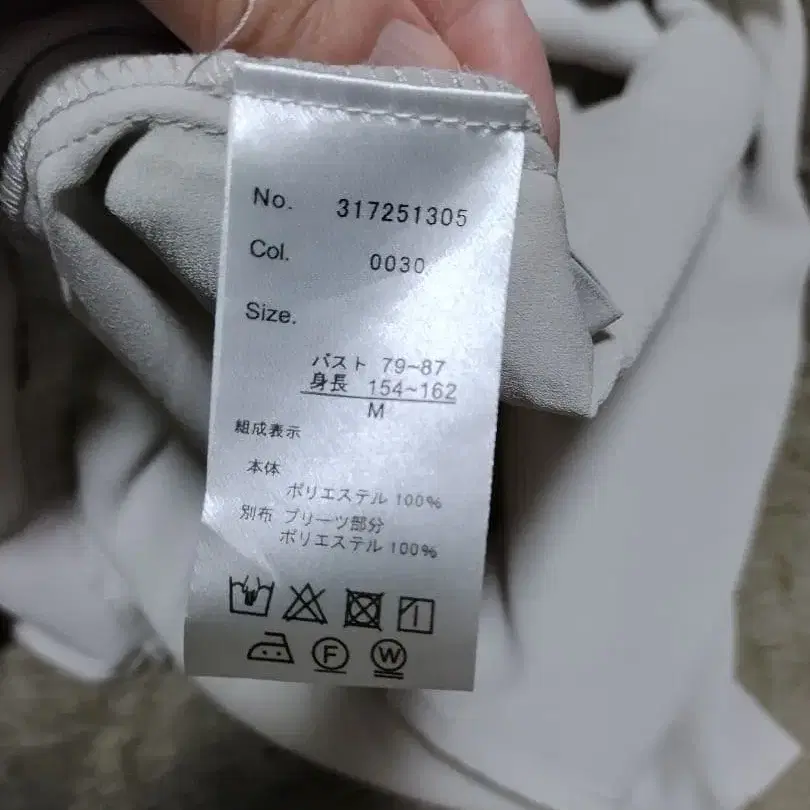 No. 317251305
Col. 0030
Size.
バスト 79~87
身長 154~162
M
組成表示
本体
ポリエステル 100%
別布 プリーツ部分
ポリエステル 100%
F W